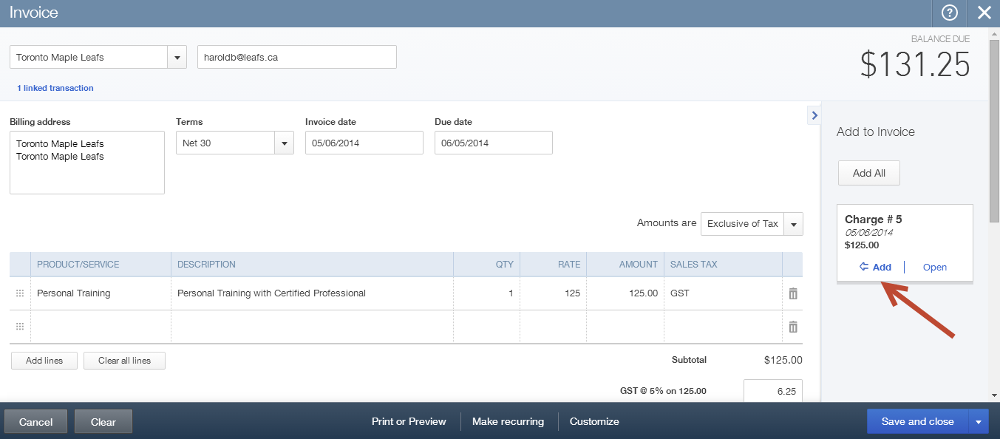 Invoice
?
BALANCE DUE
$131.25
Toronto Maple Leafs
haroldb@leafs.ca
1 linked transaction
Billing address
Terms
Invoice date
Due date
Toronto Maple Leafs
Toronto Maple Leafs
Net 30
05/06/2014
06/05/2014
Add to Invoice
Add All
Amounts are
Exclusive of Tax
Charge # 5
05/06/2014
$125.00
Add
Open
PRODUCT/SERVICE DESCRIPTION QTY RATE AMOUNT SALES TAX
Personal Training Personal Training with Certified Professional 1 125 125.00 GST
Add lines
Clear all lines
Subtotal $125.00
GST @ 5% on 125.00 6.25
Cancel
Clear
Print or Preview
Make recurring
Customize
Save and close